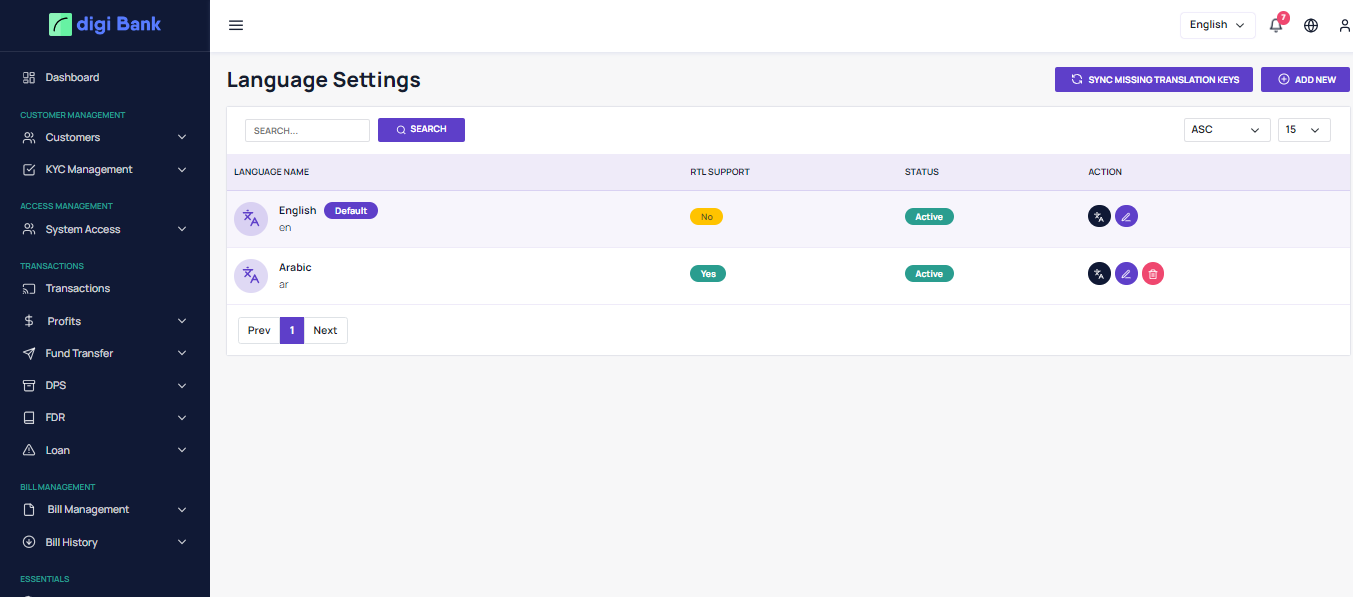 digi Bank
English
7
Dashboard
CUSTOMER MANAGEMENT
Customers
KYC Management
ACCESS MANAGEMENT
System Access
TRANSACTIONS
Transactions
Profits
Fund Transfer
DPS
FDR
Loan
BILL MANAGEMENT
Bill Management
Bill History
ESSENTIALS
Language Settings
SYNC MISSING TRANSLATION KEYS
ADD NEW
SEARCH...
SEARCH
ASC
15
LANGUAGE NAME RTL SUPPORT STATUS ACTION
English Default No Active
en
Arabic Yes Active
ar
Prev 1 Next